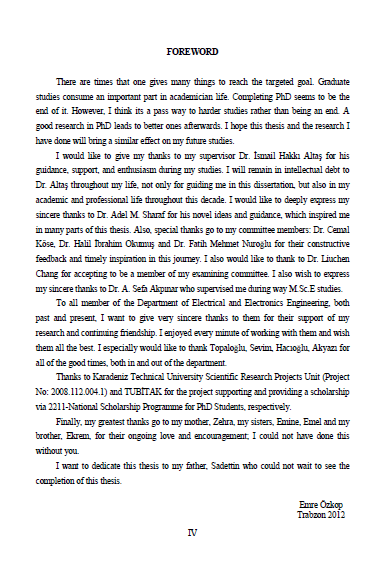 FOREWORD
There are times that one gives many things to reach the targeted goal. Graduate
studies consume an important part in academician life. Completing PhD seems to be the
end of it. However, I think its a pass way to harder studies rather than being an end. A
good research in PhD leads to better ones afterwards. I hope this thesis and the research I
have done will bring a similar effect on my future studies.
I would like to give my thanks to my supervisor Dr. İsmail Hakkı Altaş for his
guidance, support, and enthusiasm during my studies. I will remain in intellectual debt to
Dr. Altaş throughout my life, not only for guiding me in this dissertation, but also in my
academic and professional life throughout this decade. I would like to deeply express my
sincere thanks to Dr. Adel M. Sharaf for his novel ideas and guidance, which inspired me
in many parts of this thesis. Also, special thanks go to my committee members: Dr. Cemal
Köse, Dr. Halil İbrahim Okumuş and Dr. Fatih Mehmet Nuroğlu for their constructive
feedback and timely inspiration in this journey. I also would like to thank to Dr. Liuchen
Chang for accepting to be a member of my examining committee. I also wish to express
my sincere thanks to Dr. A. Sefa Akpınar who supervised me during way M.Sc.E studies.
To all member of the Department of Electrical and Electronics Engineering, both
past and present, I want to give very sincere thanks to them for their support of my
research and continuing friendship. I enjoyed every minute of working with them and wish
them all the best. I especially would like to thank Topaloğlu, Sevim, Hacıoğlu, Akyazı for
all of the good times, both in and out of the department.
Thanks to Karadeniz Technical University Scientific Research Projects Unit (Project
No: 2008.112.004.1) and TUBİTAK for the project supporting and providing a scholarship
via 2211-National Scholarship Programme for PhD Students, respectively.
Finally, my greatest thanks go to my mother, Zehra, my sisters, Emine, Emel and my
brother, Ekrem, for their ongoing love and encouragement; I could not have done this
without you.
I want to dedicate this thesis to my father, Sadettin who could not wait to see the
completion of this thesis.
Emre Özkop
Trabzon 2012
IV